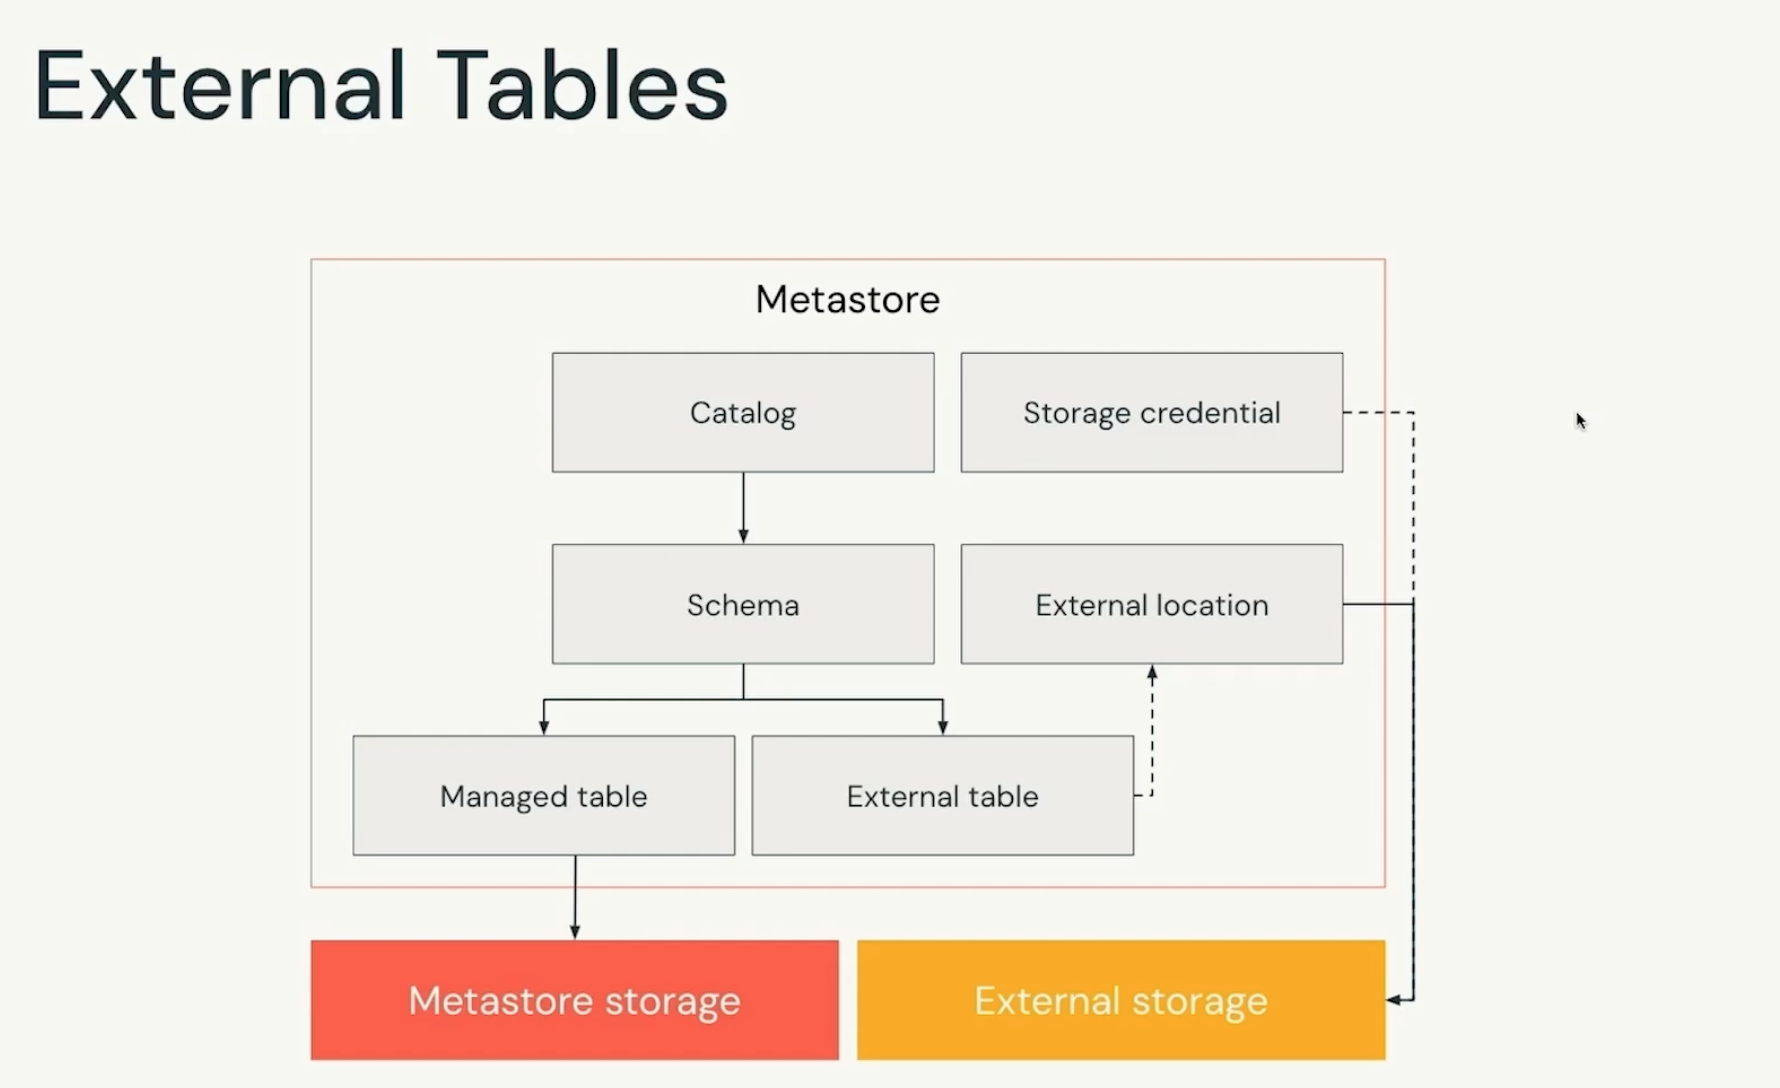 External Tables
Metastore
Catalog
Storage credential
Schema
External location
Managed table
External table
Metastore storage
External storage